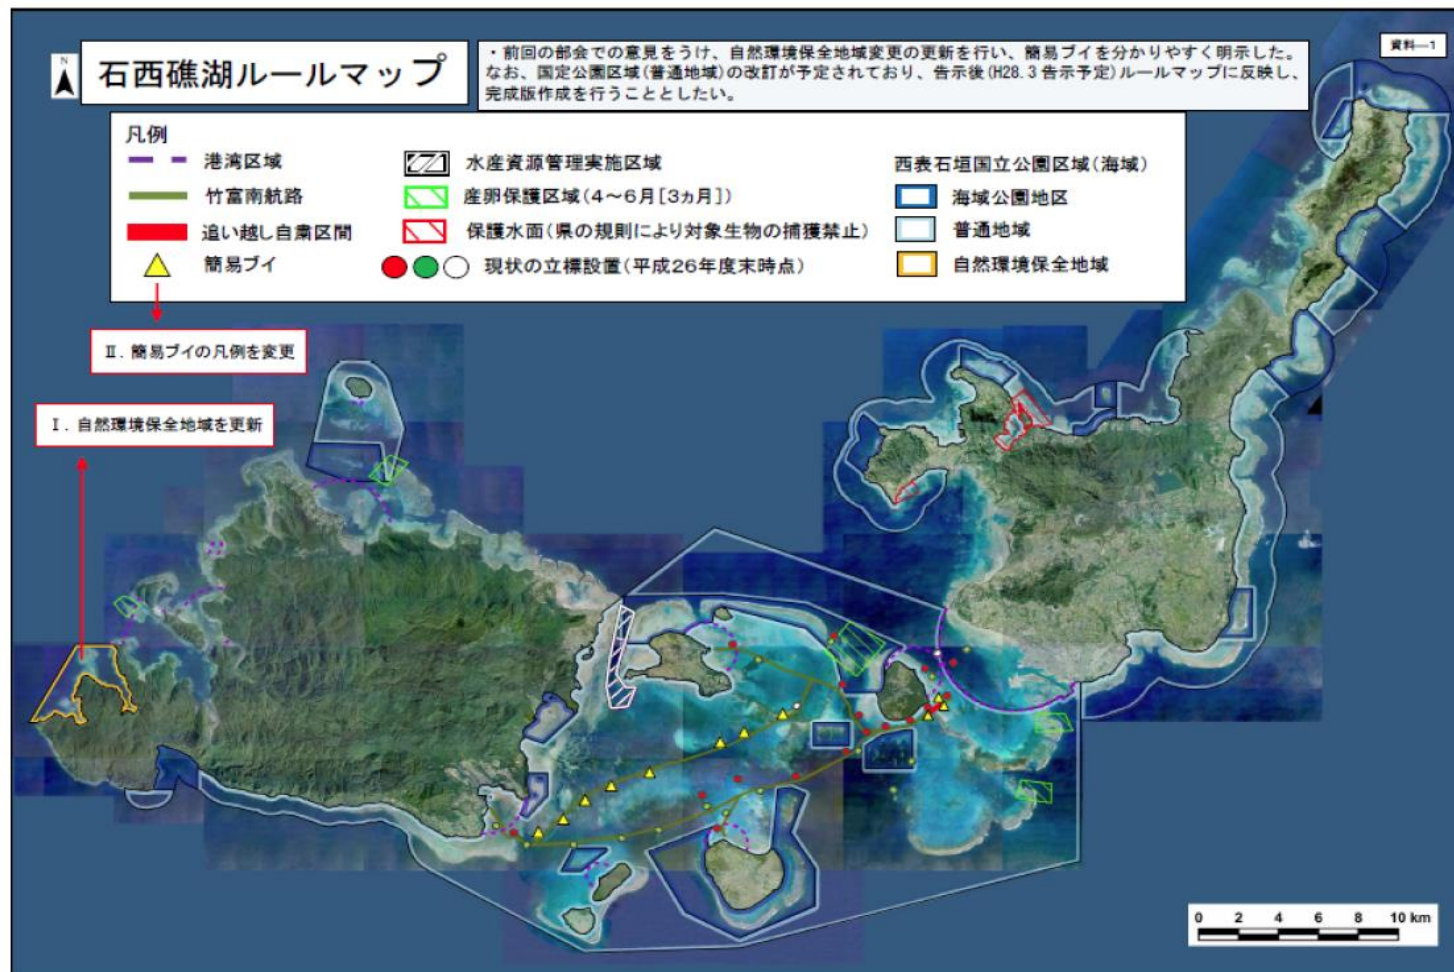 資料―1
N
石西礁湖ルールマップ
・前回の部会での意見をうけ、自然環境保全地域変更の更新を行い、簡易ブイを分かりやすく明示した。
なお、国定公園区域(普通地域)の改訂が予定されており、告示後(H28.3告示予定)ルールマップに反映し、
完成版作成を行うこととしたい。
凡例
港湾区域
竹富南航路
追い越し自粛区間
簡易ブイ
水産資源管理実施区域
産卵保護区域(4～6月[3ヵ月])
保護水面(県の規則により対象生物の捕獲禁止)
現状の立標設置(平成26年度末時点)
西表石垣国立公園区域(海域)
海域公園地区
普通地域
自然環境保全地域
Ⅱ. 簡易ブイの凡例を変更
Ⅰ. 自然環境保全地域を更新
0 2 4 6 8 10 km